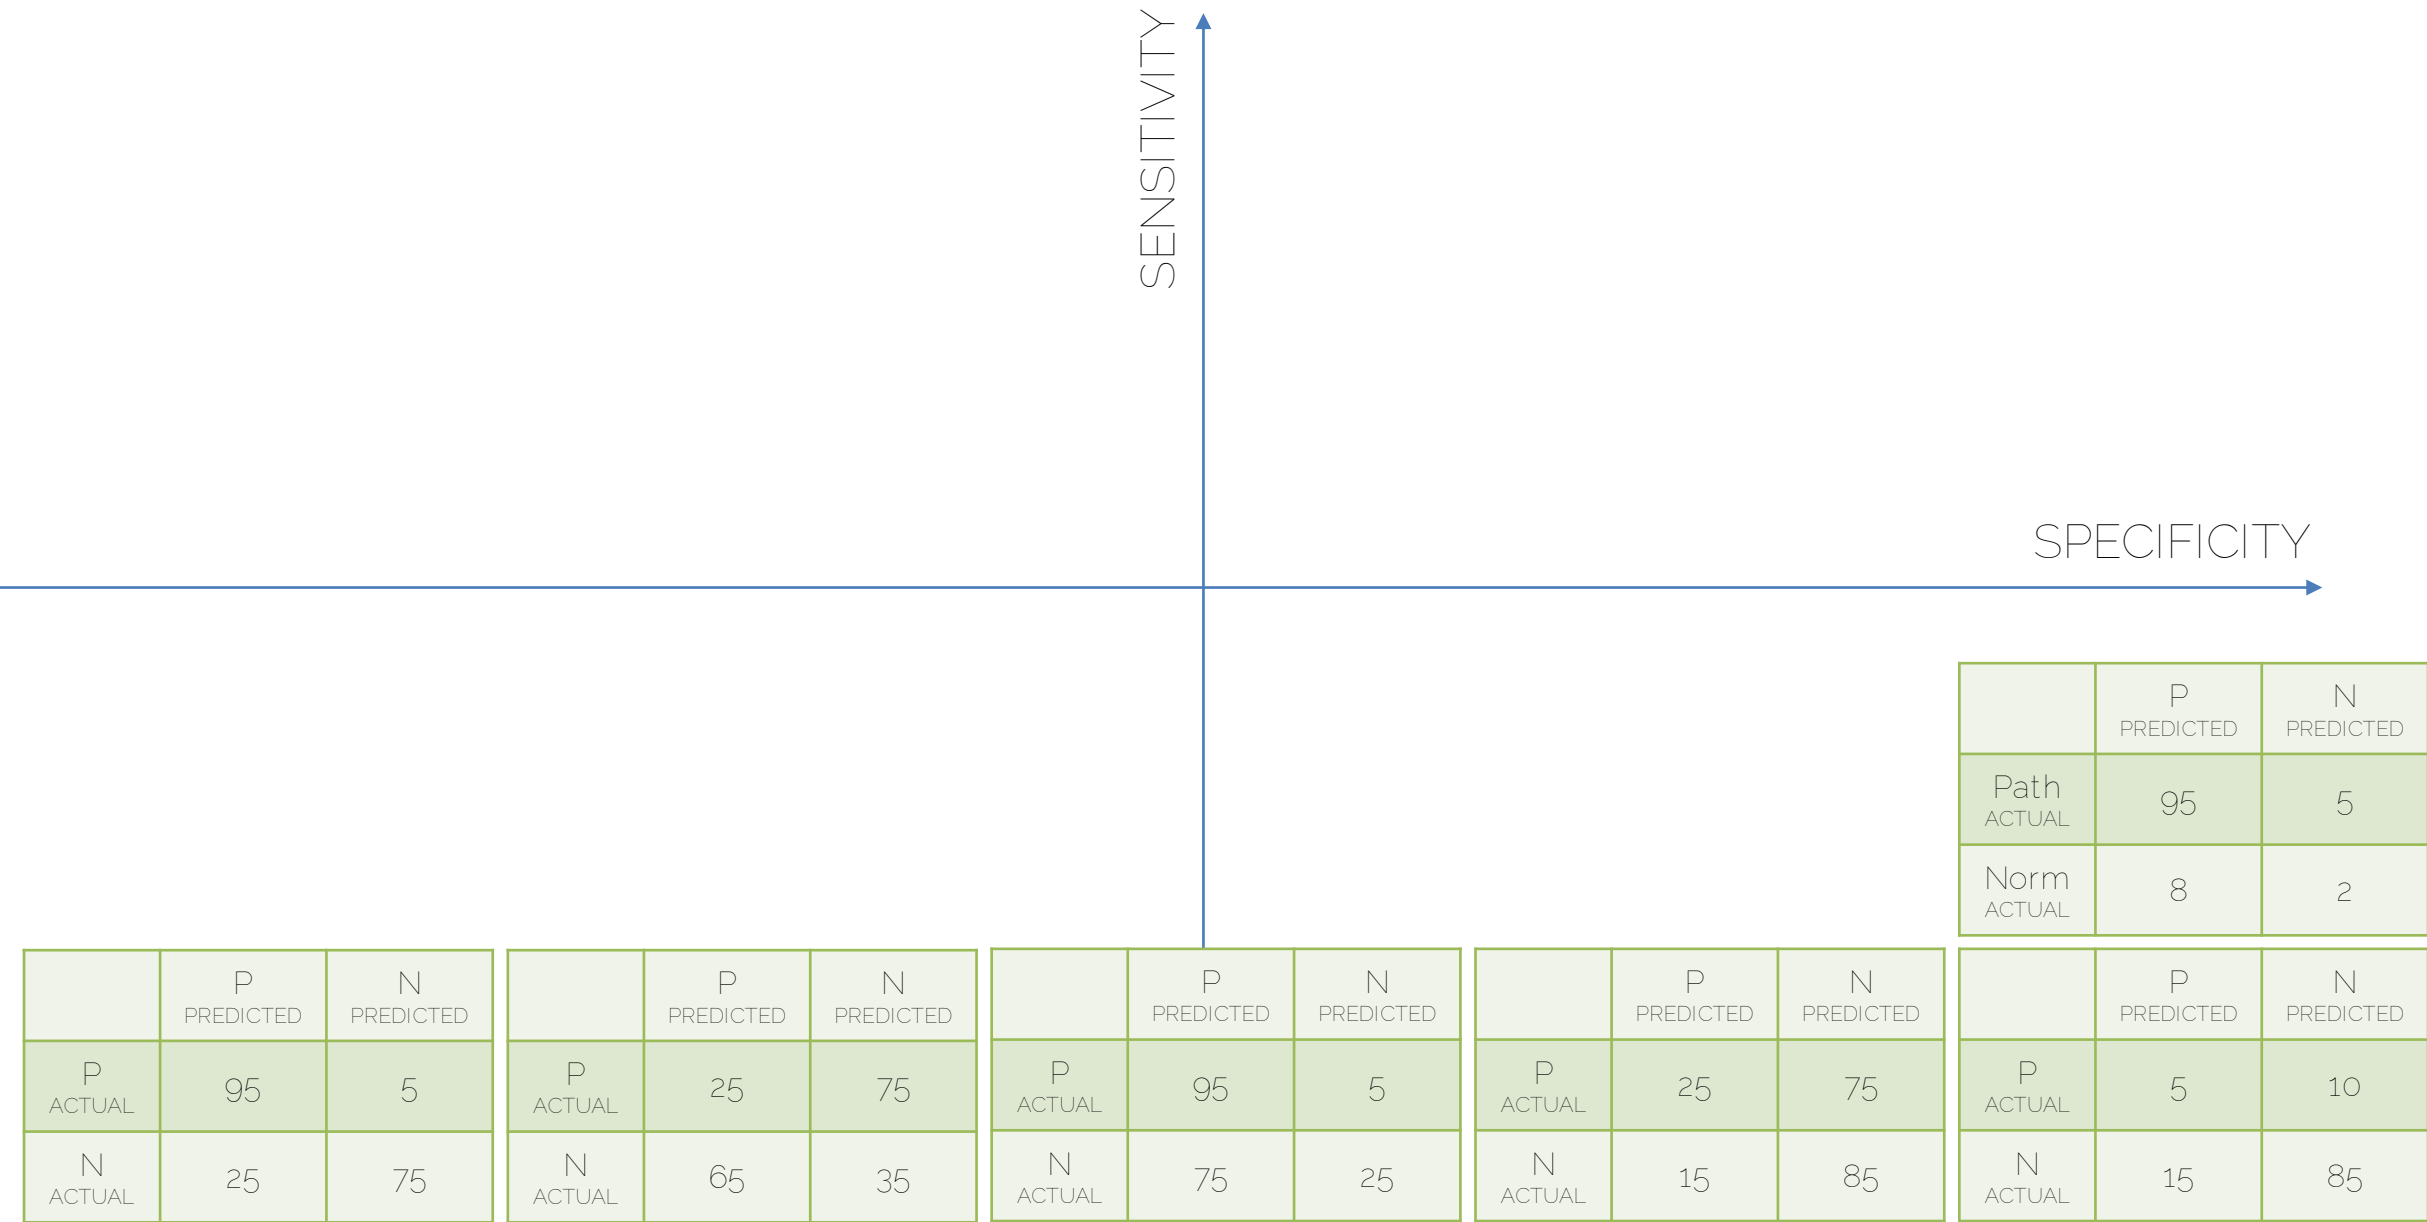 SENSITIVITY
SPECIFICITY
P N
PREDICTED PREDICTED
Path 95 5
ACTUAL
Norm 8 2
ACTUAL
P N
PREDICTED PREDICTED
P 95 5
ACTUAL
N 25 75
ACTUAL
P N
PREDICTED PREDICTED
P 25 75
ACTUAL
N 65 35
ACTUAL
P N
PREDICTED PREDICTED
P 95 5
ACTUAL
N 75 25
ACTUAL
P N
PREDICTED PREDICTED
P 25 75
ACTUAL
N 15 85
ACTUAL
P N
PREDICTED PREDICTED
P 5 10
ACTUAL
N 15 85
ACTUAL